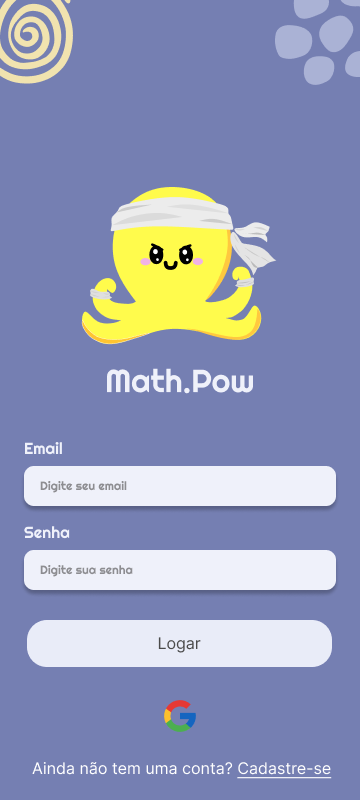 Math.Pow
Email
Digite seu email
Senha
Digite sua senha
Logar
Ainda não tem uma conta? Cadastre-se